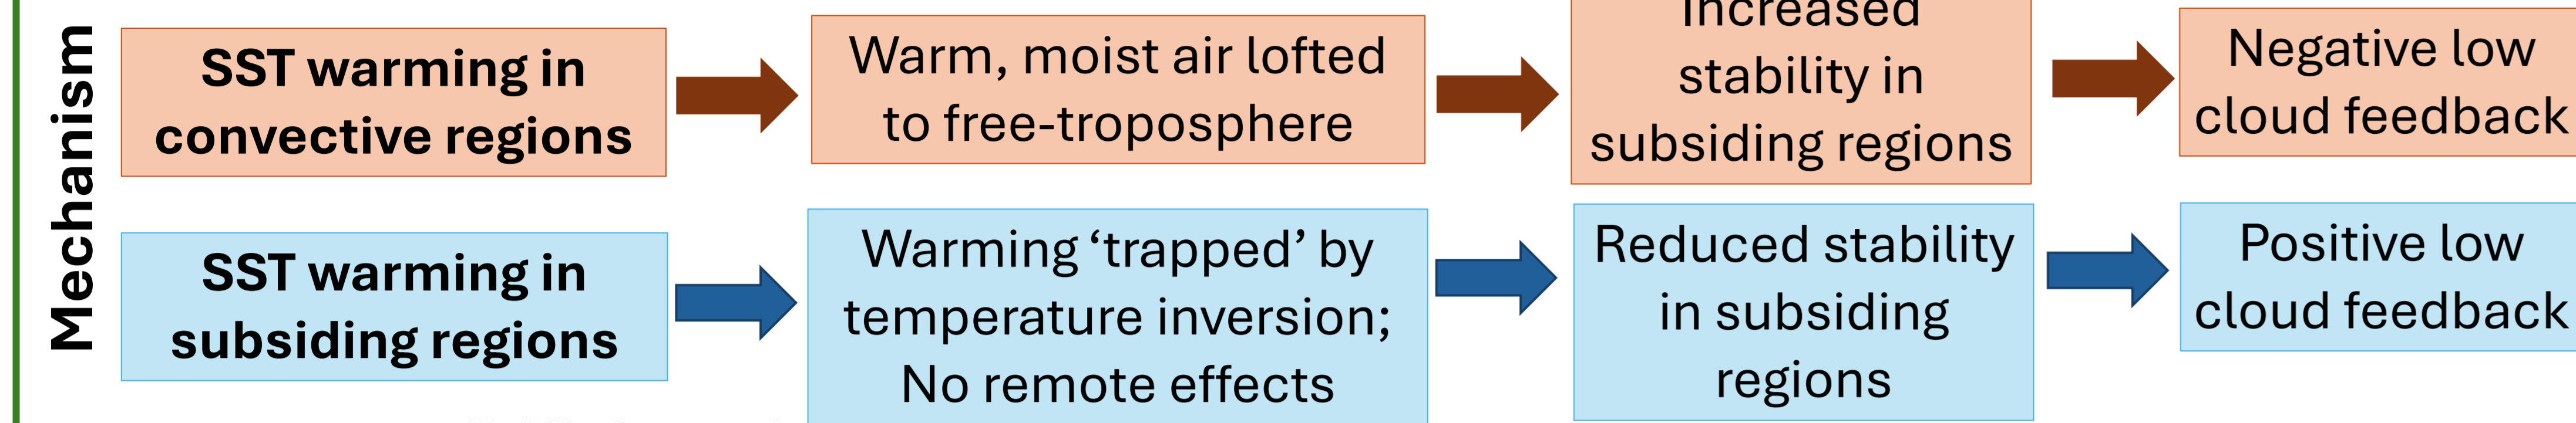 Mechanism
SST warming in
convective regions
Warm, moist air lofted
to free-troposphere
Increased
stability in
subsiding regions
Negative low
cloud feedback
SST warming in
subsiding regions
Warming ‘trapped’ by
temperature inversion;
No remote effects
Reduced stability
in subsiding
regions
Positive low
cloud feedback